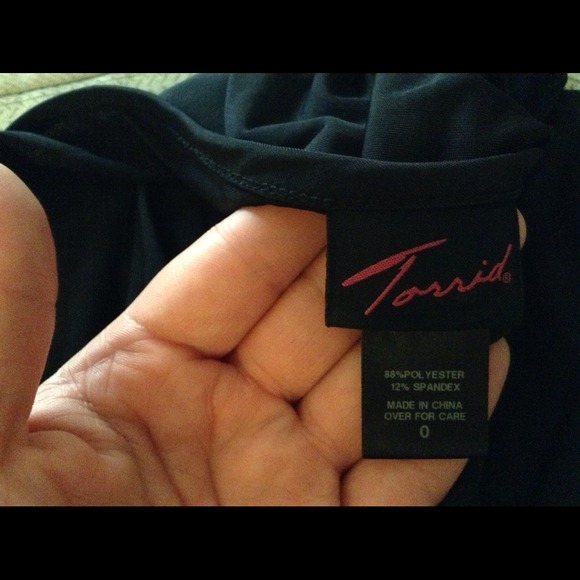 Torrid®
88%POLYESTER
12% SPANDEX
MADE IN CHINA
OVER FOR CARE
0